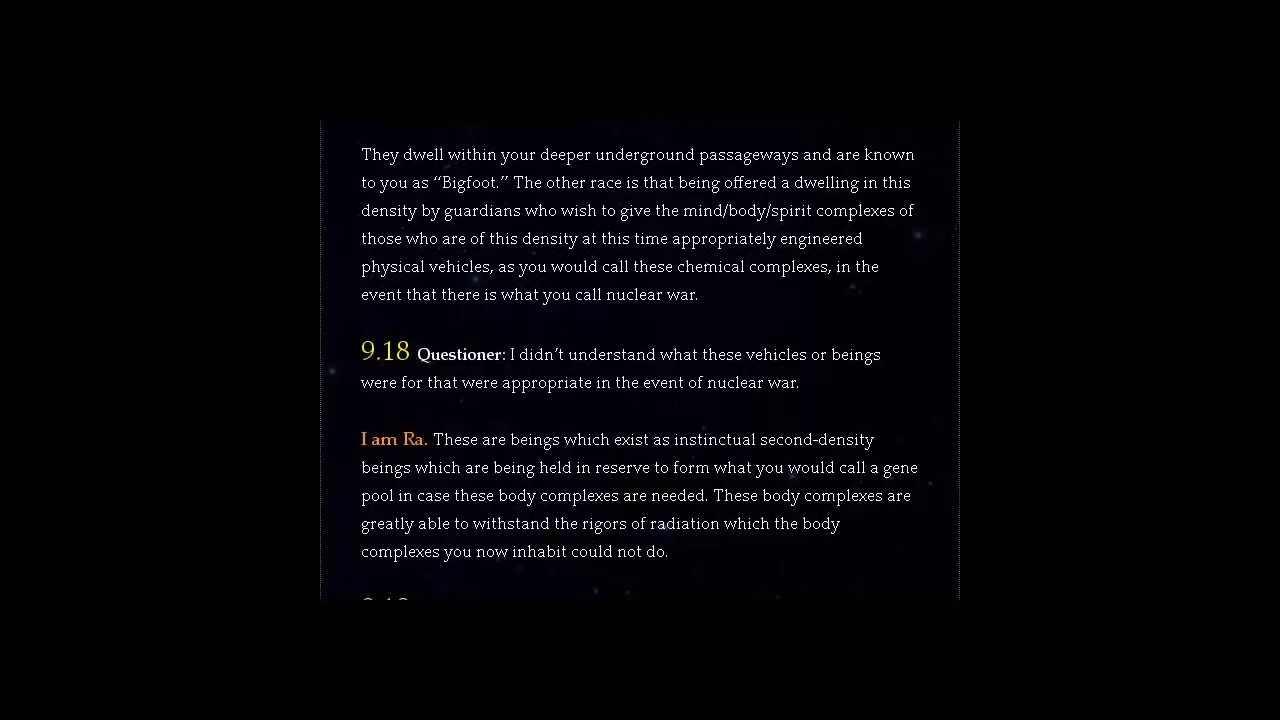 They dwell within your deeper underground passageways and are known
to you as “Bigfoot.” The other race is that being offered a dwelling in this
density by guardians who wish to give the mind/body/spirit complexes of
those who are of this density at this time appropriately engineered
physical vehicles, as you would call these chemical complexes, in the
event that there is what you call nuclear war.
9.18 Questioner: I didn’t understand what these vehicles or beings
were for that were appropriate in the event of nuclear war.
I am Ra. These are beings which exist as instinctual second-density
beings which are being held in reserve to form what you would call a gene
pool in case these body complexes are needed. These body complexes are
greatly able to withstand the rigors of radiation which the body
complexes you now inhabit could not do.